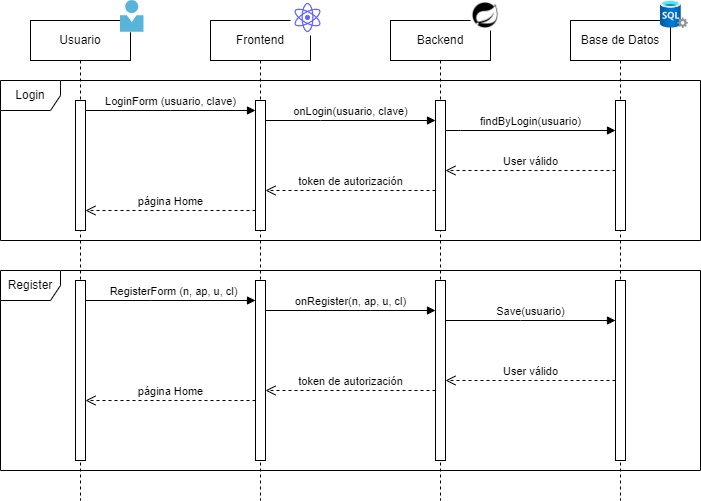 Usuario
Frontend
Backend
SQL
Base de Datos
Login
LoginForm (usuario, clave)
onLogin(usuario, clave)
findByLogin(usuario)
User válido
token de autorización
página Home
Register
RegisterForm (n, ap, u, cl)
onRegister(n, ap, u, cl)
Save(usuario)
User válido
token de autorización
página Home